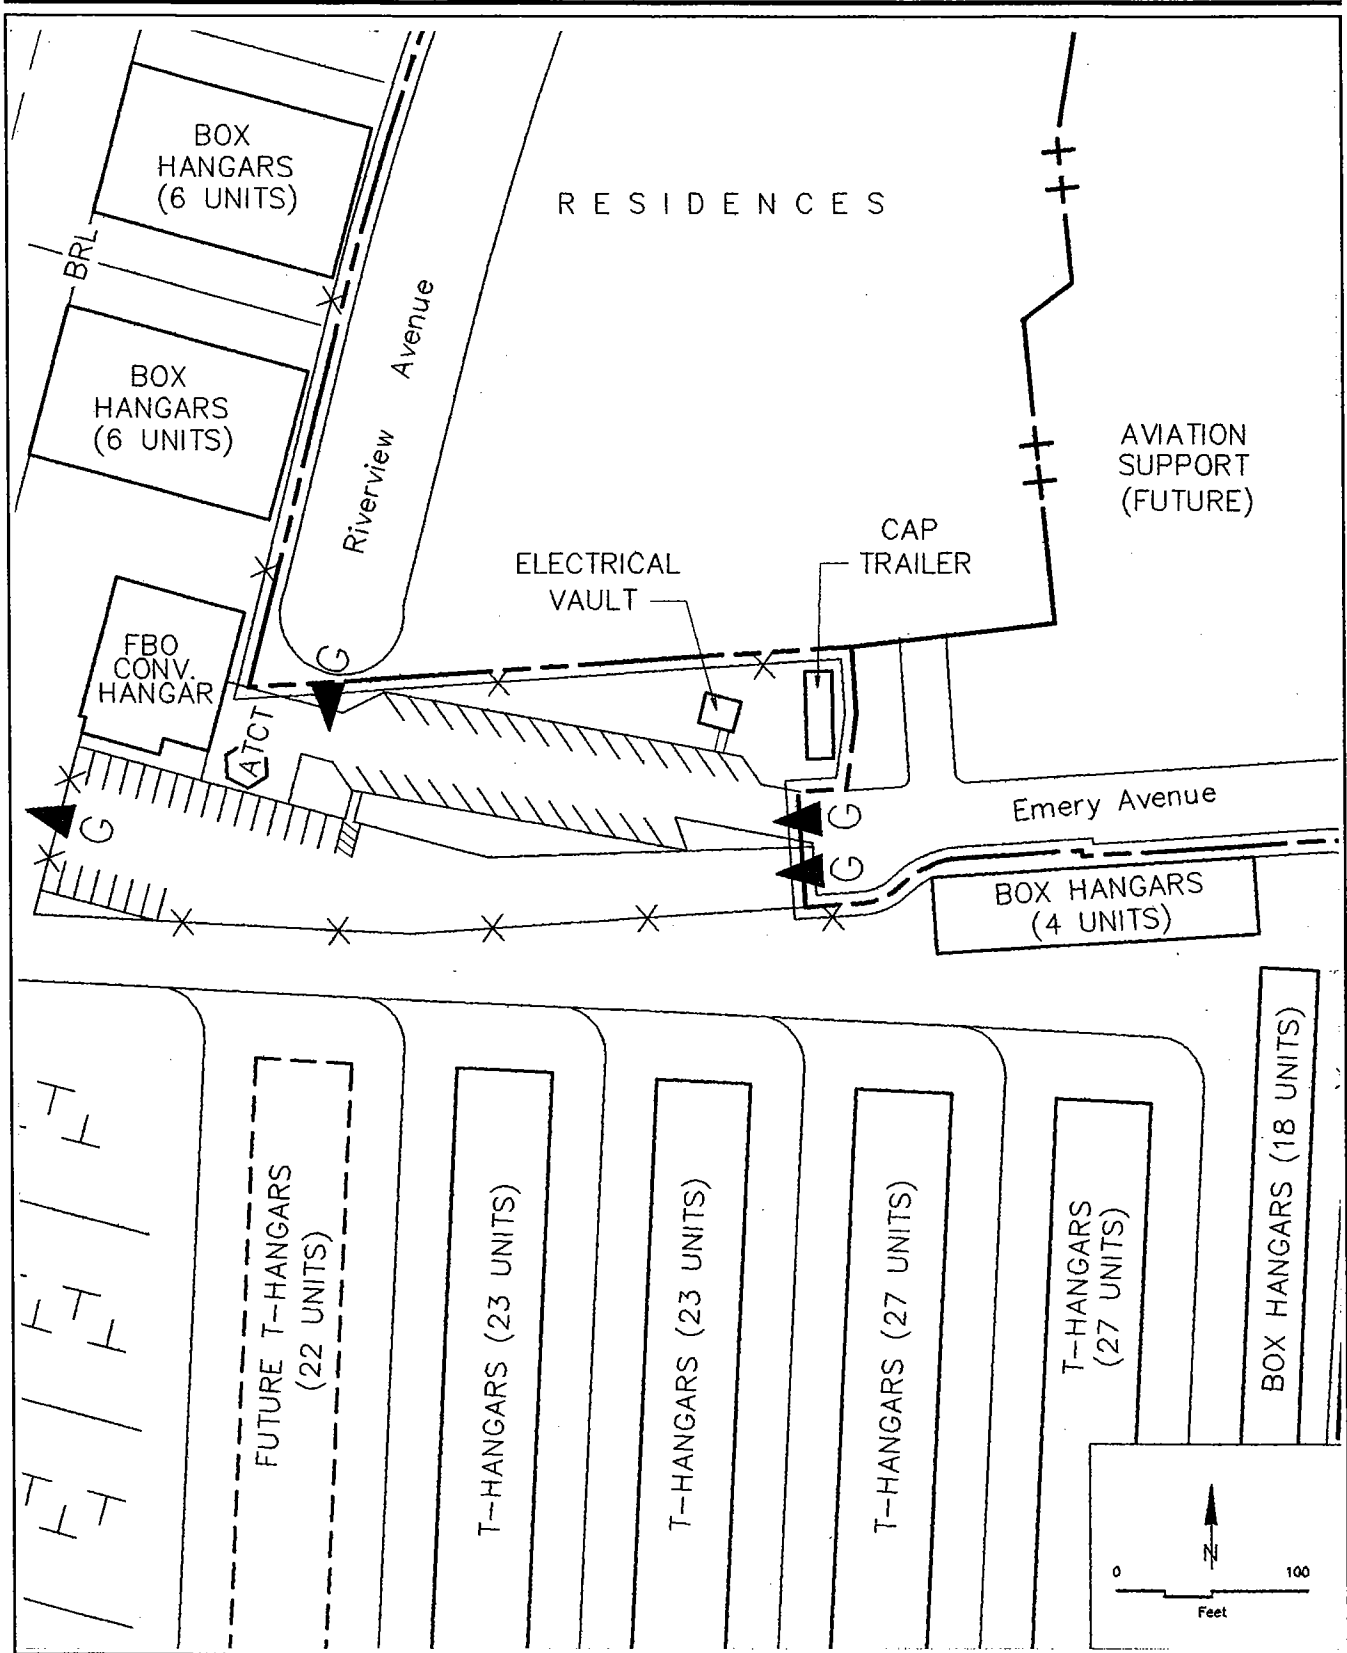 BOX
HANGARS
(6 UNITS)
RESIDENCES
BRL
Riverview Avenue
BOX
HANGARS
(6 UNITS)
AVIATION
SUPPORT
(FUTURE)
CAP
TRAILER
ELECTRICAL
VAULT
FBO
CONV.
HANGAR
G
ATCT
G
G
G
Emery Avenue
BOX HANGARS
(4 UNITS)
FUTURE T-HANGARS
(22 UNITS)
T-HANGARS (23 UNITS)
T-HANGARS (23 UNITS)
T-HANGARS (27 UNITS)
T-HANGARS
(27 UNITS)
BOX HANGARS (18 UNITS)
N
0 100
Feet